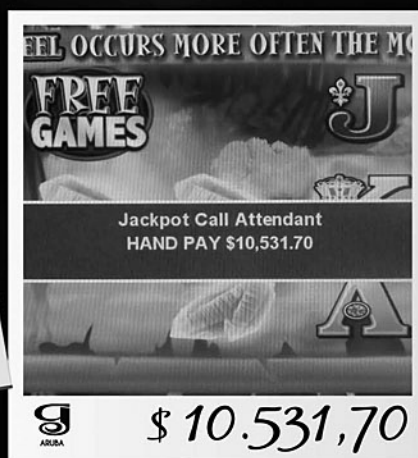 EEL OCCURS MORE OFTEN THE MO
FREE
GAMES
J
Jackpot Call Attendant
HAND PAY $10,531.70
A
g
ARUBA
$ 10.531,70